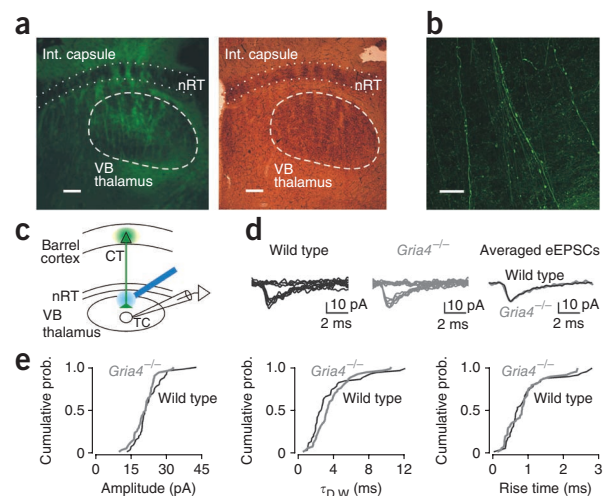 a
b
Int. capsule
nRT
VB
thalamus
Int. capsule
nRT
VB
thalamus
c
Barrel
cortex
CT
nRT
VB
thalamus
TC
d
Wild type
10 pA
2 ms
Gria4−/−
10 pA
2 ms
Averaged eEPSCs
Wild type
Gria4−/−
10 pA
2 ms
e
Cumulative prob.
1.0
0.5
0
Gria4−/−
Wild type
0 15 30 45
Amplitude (pA)
Cumulative prob.
1.0
0.5
0
Gria4−/−
Wild type
0 4 8 12
τD,W (ms)
Cumulative prob.
1.0
0.5
0
Gria4−/−
Wild type
0 1 2 3
Rise time (ms)